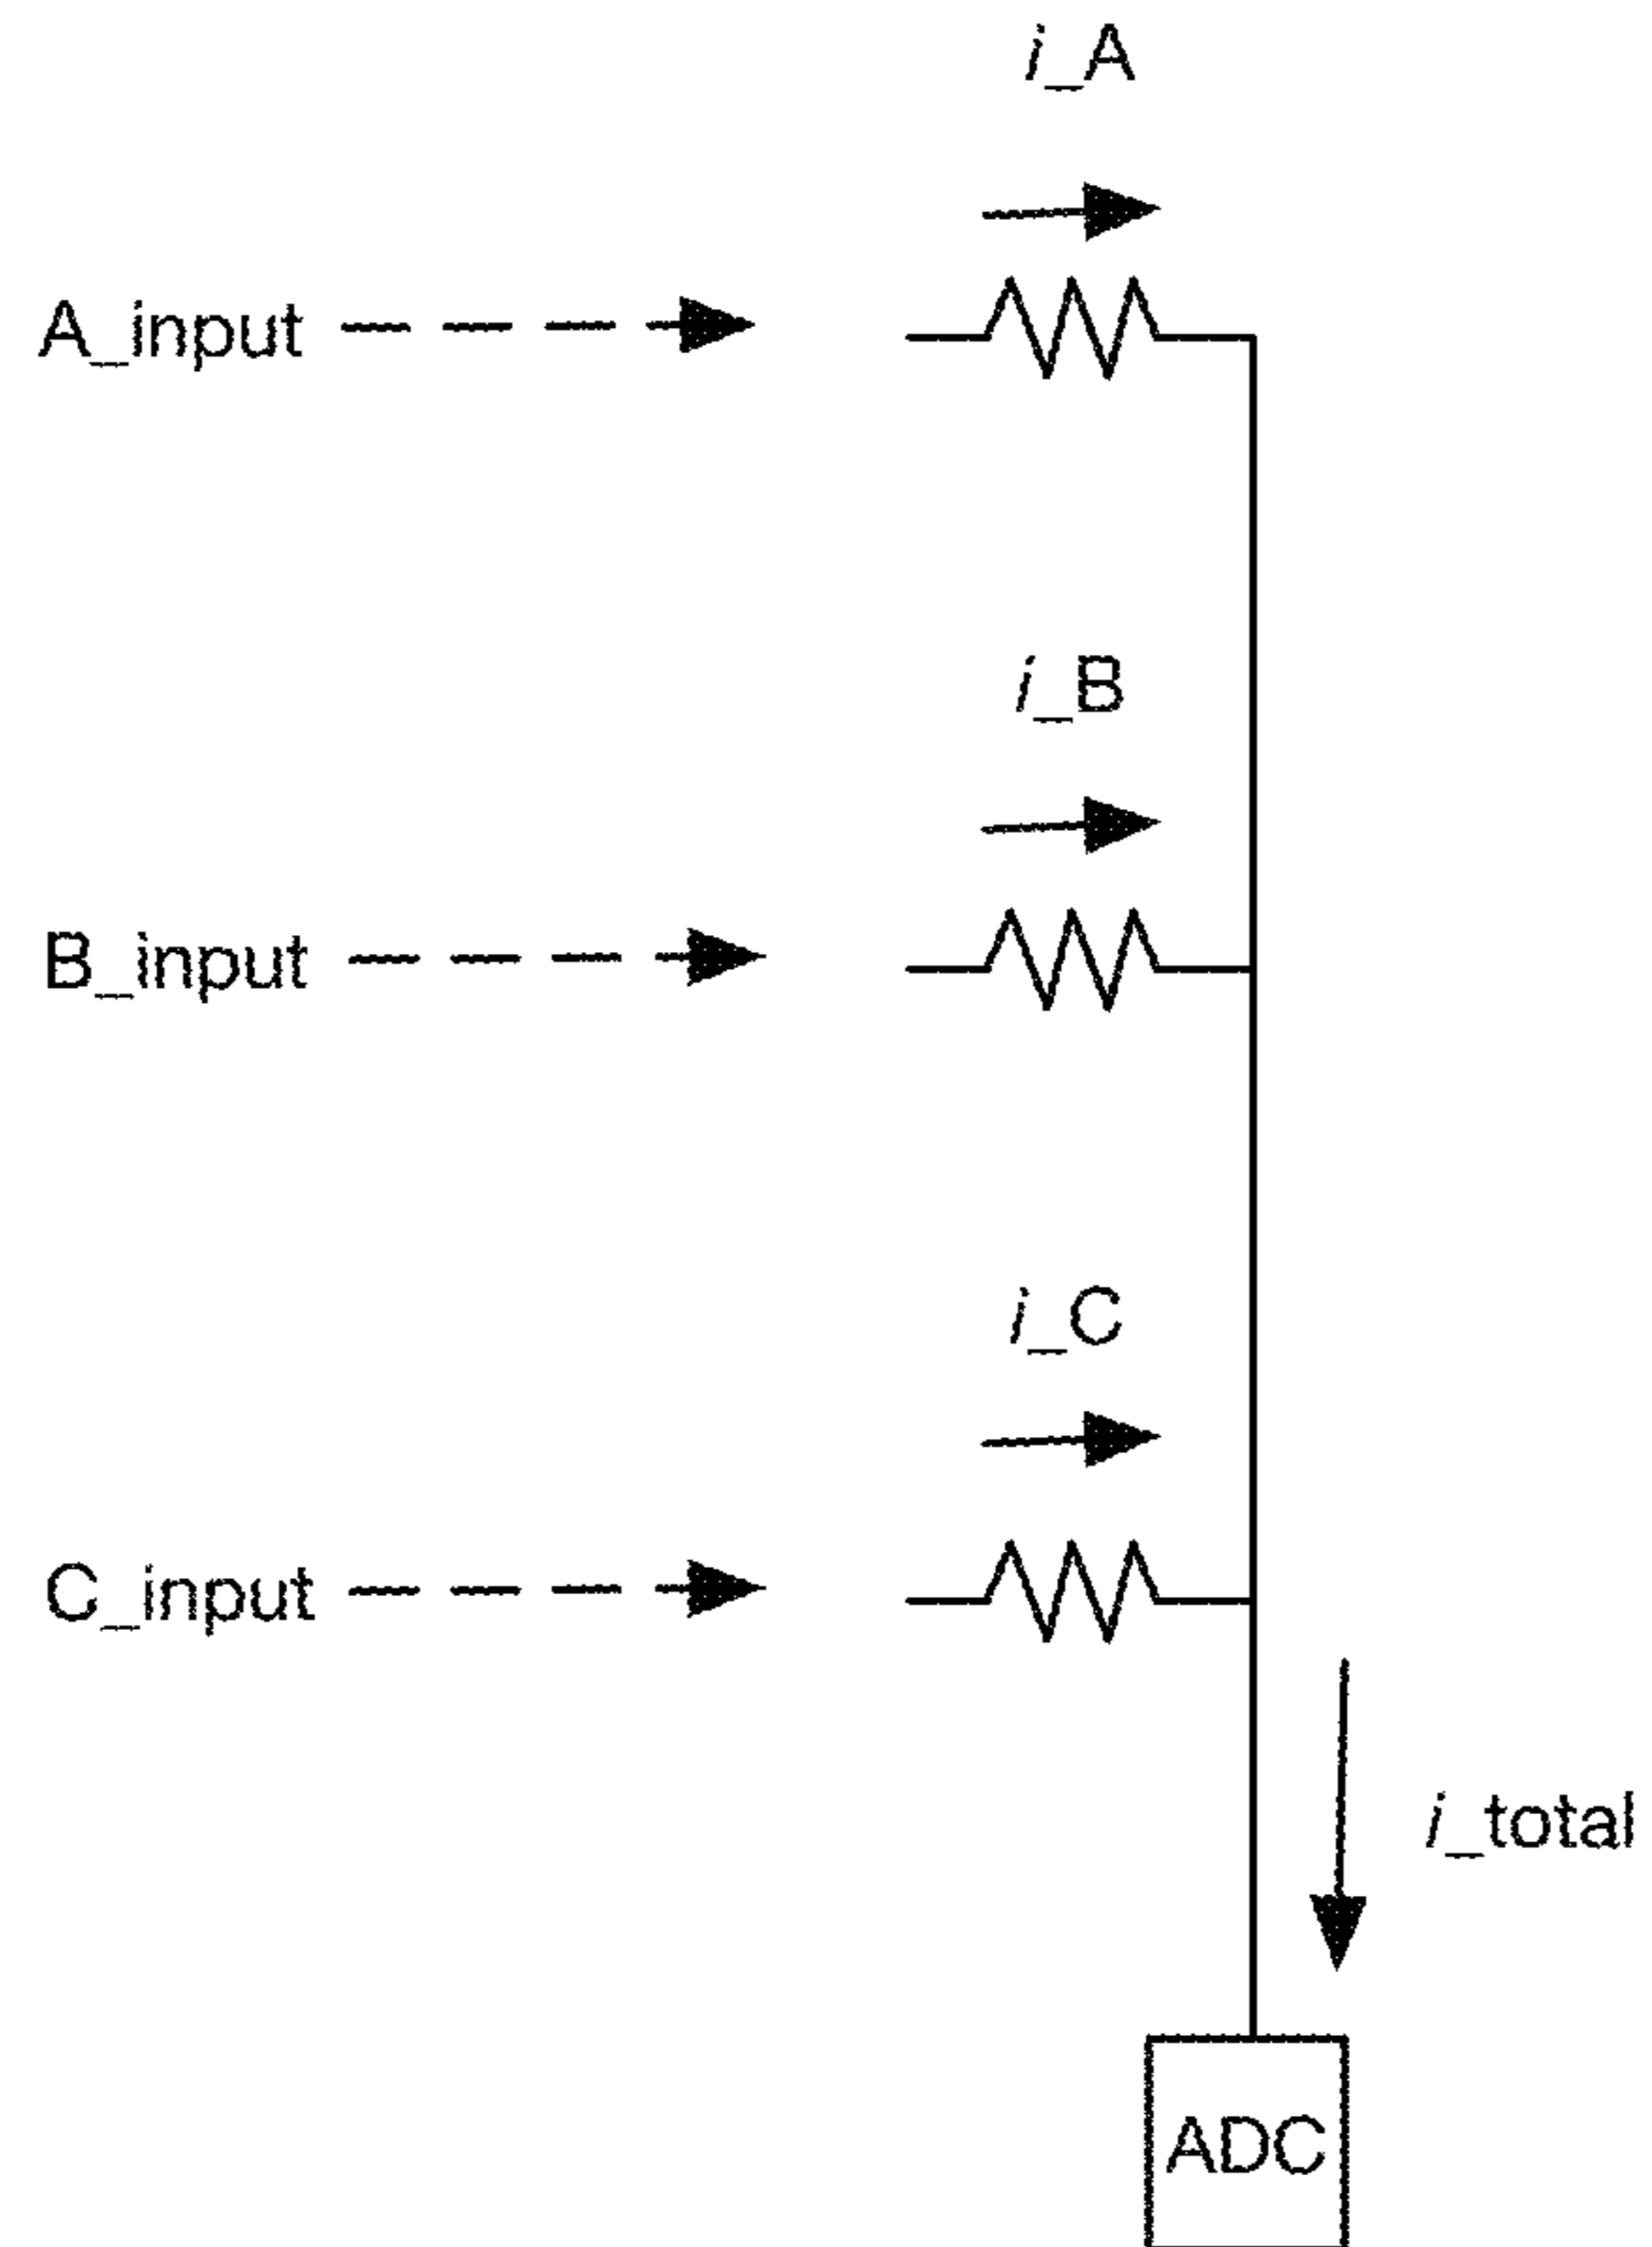 i_A
A_input
i_B
B_input
i_C
C_input
i_total
ADC